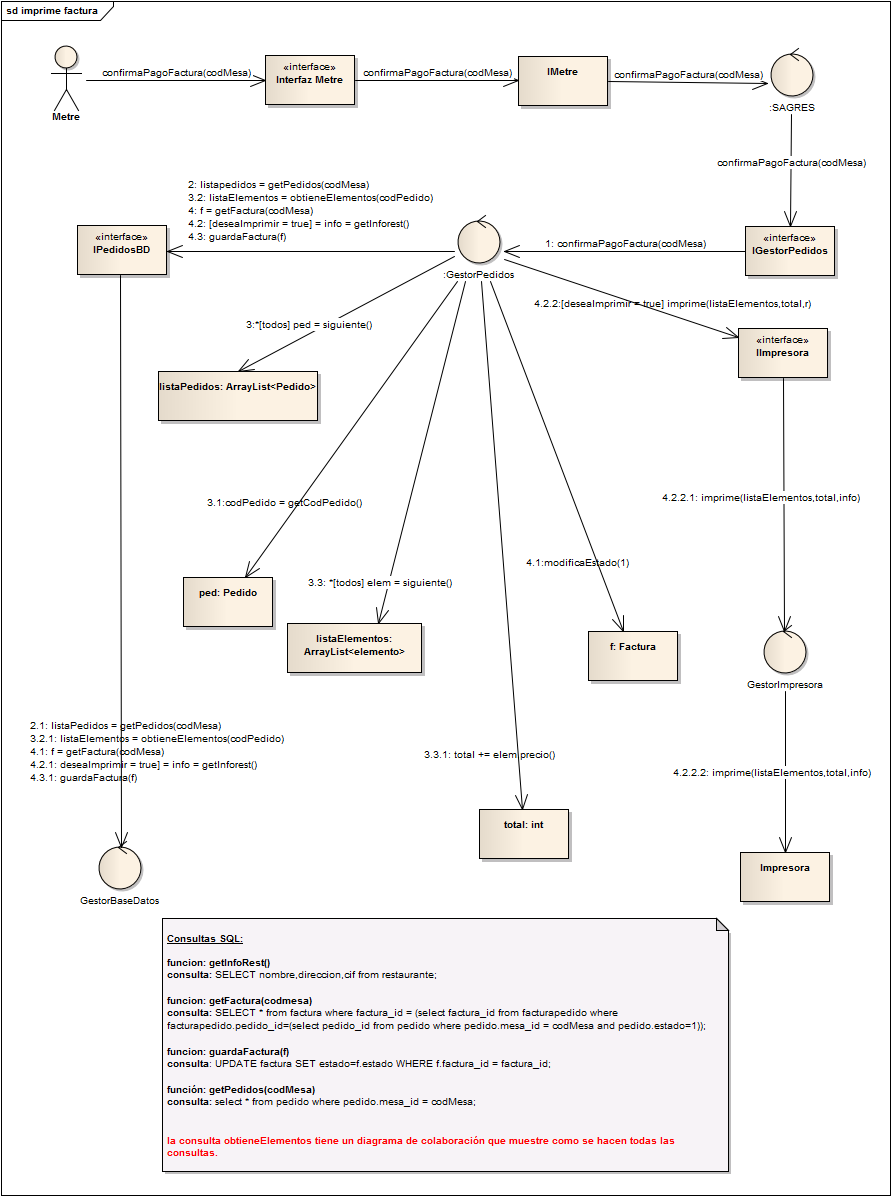 sd imprime factura
Metre
confirmaPagoFactura(codMesa)
«interface»
Interfaz Metre
confirmaPagoFactura(codMesa)
IMetre
confirmaPagoFactura(codMesa)
:SAGRES
confirmaPagoFactura(codMesa)
2: listapedidos = getPedidos(codMesa)
3.2: listaElementos = obtieneElementos(codPedido)
4: f = getFactura(codMesa)
4.2: [deseaImprimir = true] = info = getInforest()
4.3: guardaFactura(f)
«interface»
IPedidosBD
:GestorPedidos
1: confirmaPagoFactura(codMesa)
«interface»
IGestorPedidos
4.2.2:[deseaImprimir = true] imprime(listaElementos,total,r)
3:*[todos] ped = siguiente()
«interface»
IImpresora
listaPedidos: ArrayList<Pedido>
3.1:codPedido = getCodPedido()
4.2.2.1: imprime(listaElementos,total,info)
4.1:modificaEstado(1)
3.3: *[todos] elem = siguiente()
ped: Pedido
listaElementos:
ArrayList<elemento>
f: Factura
GestorImpresora
2.1: listaPedidos = getPedidos(codMesa)
3.2.1: listaElementos = obtieneElementos(codPedido)
4.1: f = getFactura(codMesa)
4.2.1: deseaImprimir = true] = info = getInforest()
4.3.1: guardaFactura(f)
3.3.1: total += elem.precio()
4.2.2.2: imprime(listaElementos,total,info)
total: int
Impresora
GestorBaseDatos
Consultas SQL:
funcion: getInfoRest()
consulta: SELECT nombre,direccion,cif from restaurante;
funcion: getFactura(codmesa)
consulta: SELECT * from factura where factura_id = (select factura_id from facturapedido where
facturapedido.pedido_id=(select pedido_id from pedido where pedido.mesa_id = codMesa and pedido.estado=1));
funcion: guardaFactura(f)
consulta: UPDATE factura SET estado=f.estado WHERE f.factura_id = factura_id;
función: getPedidos(codMesa)
consulta: select * from pedido where pedido.mesa_id = codMesa;
la consulta obtieneElementos tiene un diagrama de colaboración que muestre como se hacen todas las
consultas.